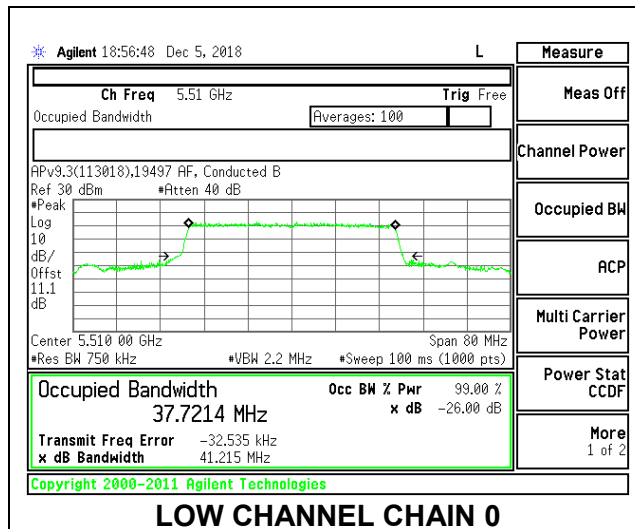 Agilent 18:56:48 Dec 5, 2018 L
Measure
Ch Freq 5.51 GHz Trig Free
Meas Off
Occupied Bandwidth Averages: 100
Channel Power
APv9.3(113018),19497 AF, Conducted B
Ref 30 dBm #Atten 40 dB
#Peak
Occupied BW
Log
10
dB/
ACP
Offst
11.1
dB
Multi Carrier
Power
Center 5.510 00 GHz Span 80 MHz
#Res BW 750 kHz #VBW 2.2 MHz #Sweep 100 ms (1000 pts)
Power Stat
CCDF
Occupied Bandwidth Occ BW % Pwr 99.00 %
37.7214 MHz x dB -26.00 dB
More
1 of 2
Transmit Freq Error -32.535 kHz
x dB Bandwidth 41.215 MHz
Copyright 2000-2011 Agilent Technologies
LOW CHANNEL CHAIN 0